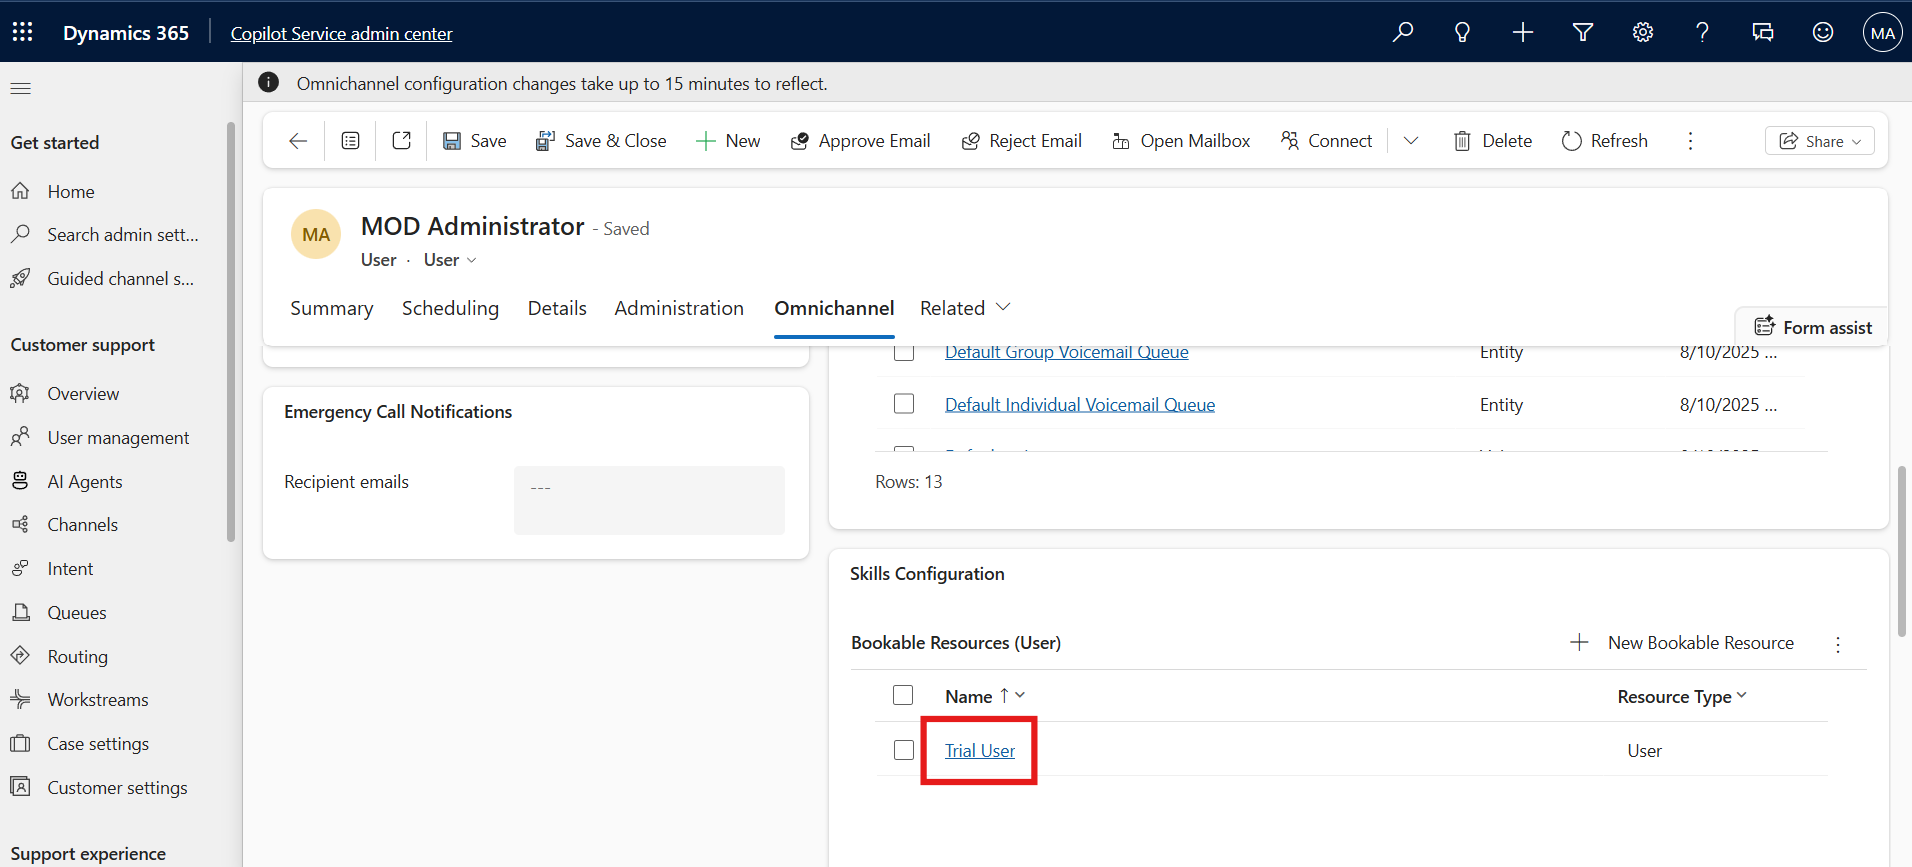 Dynamics 365 Copilot Service admin center MA
Omnichannel configuration changes take up to 15 minutes to reflect.
Get started
Home
Search admin sett...
Guided channel s...
Customer support
Overview
User management
AI Agents
Channels
Intent
Queues
Routing
Workstreams
Case settings
Customer settings
Support experience
Save Save & Close New Approve Email Reject Email Open Mailbox Connect Delete Refresh Share
MA MOD Administrator - Saved
User · User
Summary Scheduling Details Administration Omnichannel Related
Form assist
Emergency Call Notifications
Recipient emails ---
Default Group Voicemail Queue Entity 8/10/2025 ...
Default Individual Voicemail Queue Entity 8/10/2025 ...
Rows: 13
Skills Configuration
Bookable Resources (User) New Bookable Resource
Name ↑ Resource Type
Trial User User